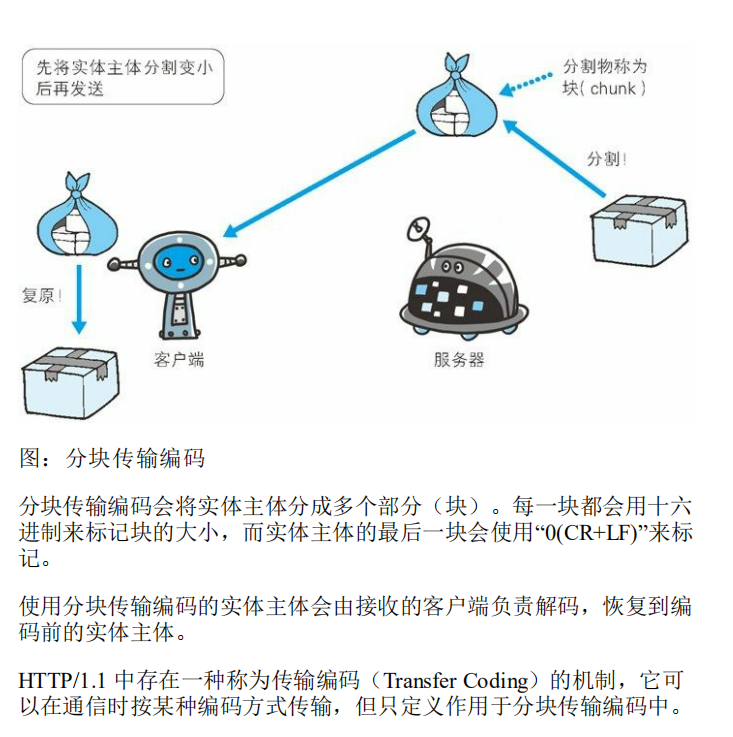 先将实体主体分割变小
后再发送
分割物称为
块(chunk)
分割!
复原!
客户端
服务器
图：分块传输编码
分块传输编码会将实体主体分成多个部分（块）。每一块都会用十六
进制来标记块的大小，而实体主体的最后一块会使用“0(CR+LF)”来标
记。
使用分块传输编码的实体主体会由接收的客户端负责解码，恢复到编
码前的实体主体。
HTTP/1.1 中存在一种称为传输编码（Transfer Coding）的机制，它可
以在通信时按某种编码方式传输，但只定义作用于分块传输编码中。